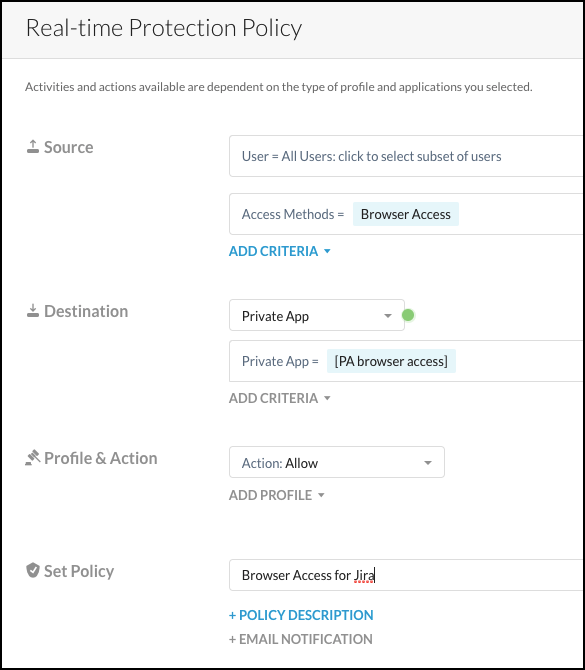 Real-time Protection Policy
Activities and actions available are dependent on the type of profile and applications you selected.
Source
User = All Users: click to select subset of users
Access Methods = Browser Access
ADD CRITERIA
Destination
Private App
Private App = [PA browser access]
ADD CRITERIA
Profile & Action
Action: Allow
ADD PROFILE
Set Policy
Browser Access for Jira
+ POLICY DESCRIPTION
+ EMAIL NOTIFICATION